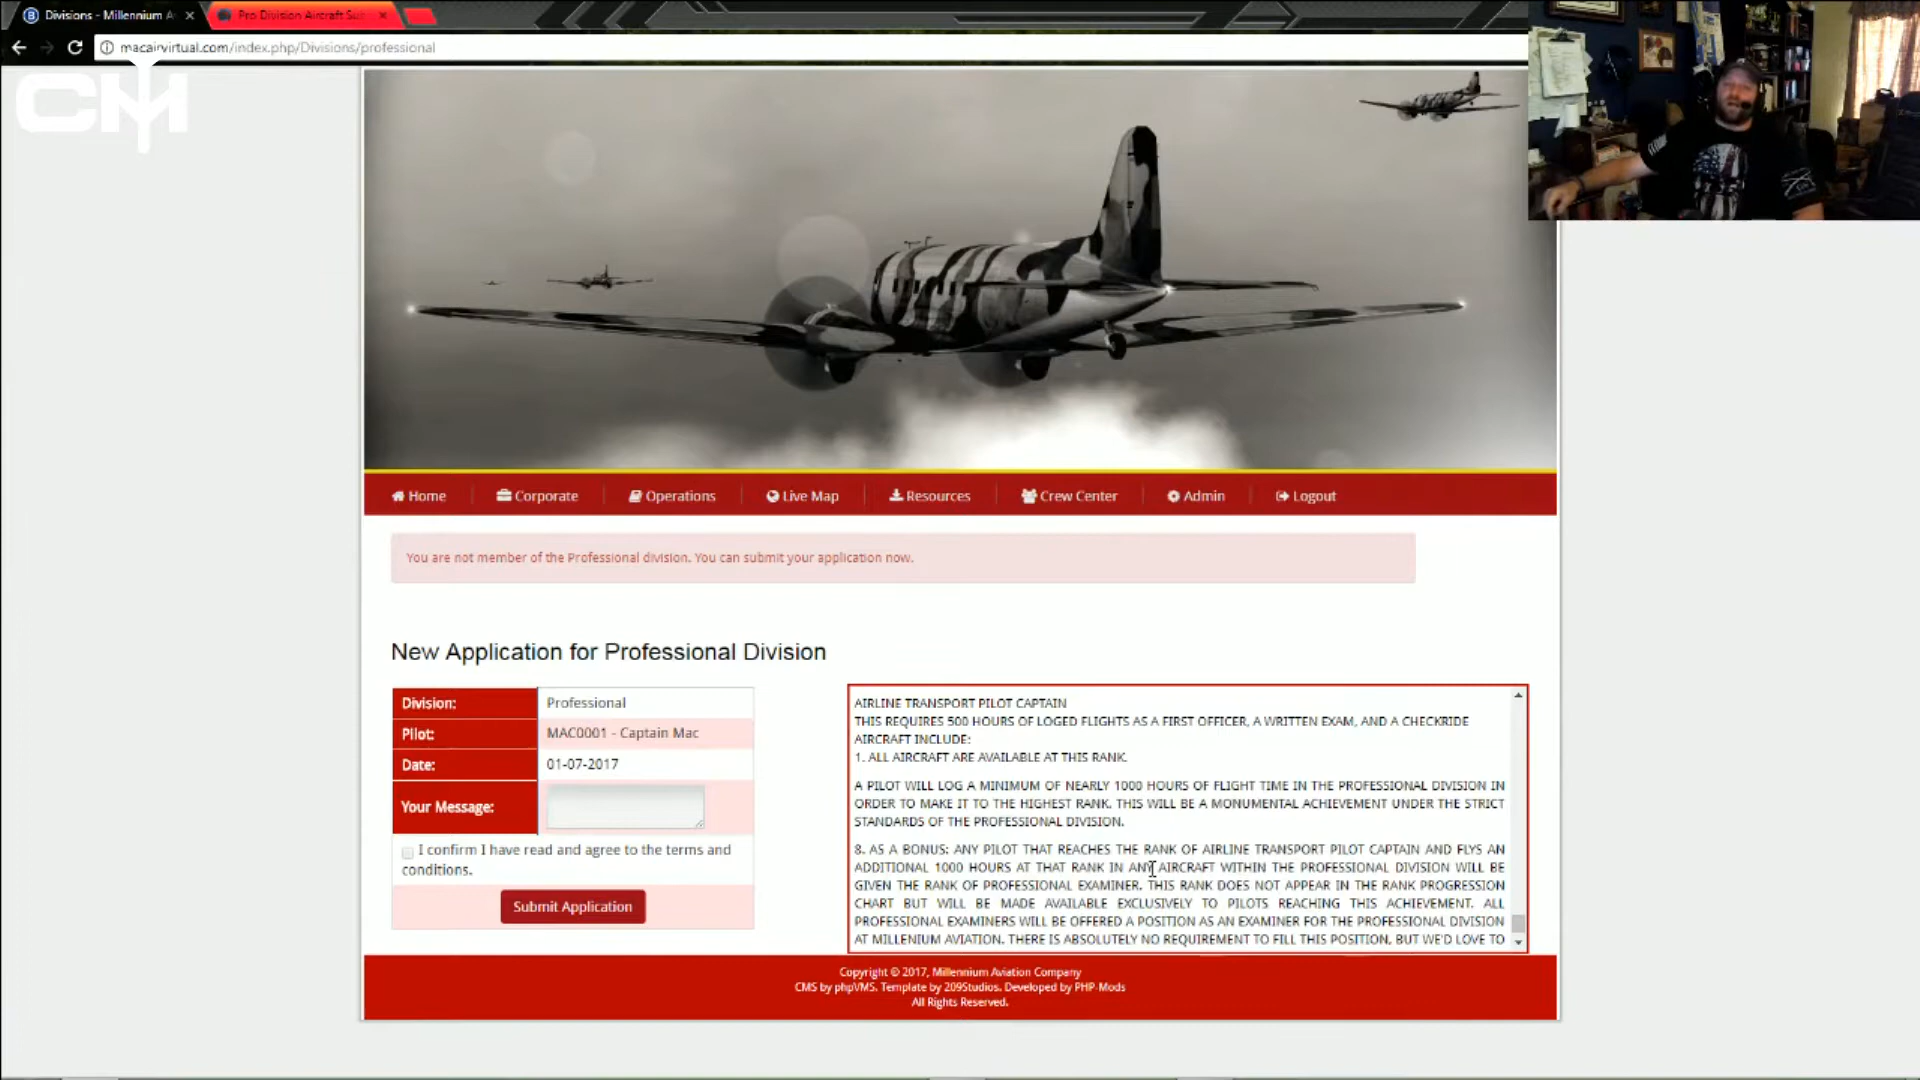 Divisions - Millennium A
Pro Division Aircraft Su
macairvirtual.com/index.php/Divisions/professional
CM
Home
Corporate
Operations
Live Map
Resources
Crew Center
Admin
Logout
You are not member of the Professional division. You can submit your application now.
New Application for Professional Division
Division: Professional
Pilot: MAC0001 - Captain Mac
Date: 01-07-2017
Your Message:
I confirm I have read and agree to the terms and
conditions.
Submit Application
AIRLINE TRANSPORT PILOT CAPTAIN
THIS REQUIRES 500 HOURS OF LOGED FLIGHTS AS A FIRST OFFICER, A WRITTEN EXAM, AND A CHECKRIDE
AIRCRAFT INCLUDE:
1. ALL AIRCRAFT ARE AVAILABLE AT THIS RANK.
A PILOT WILL LOG A MINIMUM OF NEARLY 1000 HOURS OF FLIGHT TIME IN THE PROFESSIONAL DIVISION IN
ORDER TO MAKE IT TO THE HIGHEST RANK. THIS WILL BE A MONUMENTAL ACHIEVEMENT UNDER THE STRICT
STANDARDS OF THE PROFESSIONAL DIVISION.
8. AS A BONUS: ANY PILOT THAT REACHES THE RANK OF AIRLINE TRANSPORT PILOT CAPTAIN AND FLYS AN
ADDITIONAL 1000 HOURS AT THAT RANK IN ANY AIRCRAFT WITHIN THE PROFESSIONAL DIVISION WILL BE
GIVEN THE RANK OF PROFESSIONAL EXAMINER. THIS RANK DOES NOT APPEAR IN THE RANK PROGRESSION
CHART BUT WILL BE MADE AVAILABLE EXCLUSIVELY TO PILOTS REACHING THIS ACHIEVEMENT. ALL
PROFESSIONAL EXAMINERS WILL BE OFFERED A POSITION AS AN EXAMINER FOR THE PROFESSIONAL DIVISION
AT MILLENIUM AVIATION. THERE IS ABSOLUTELY NO REQUIREMENT TO FILL THIS POSITION, BUT WE'D LOVE TO
Copyright © 2017, Millennium Aviation Company
CMS by phpVMS. Template by 209Studios. Developed by PHP-Mods
All Rights Reserved.